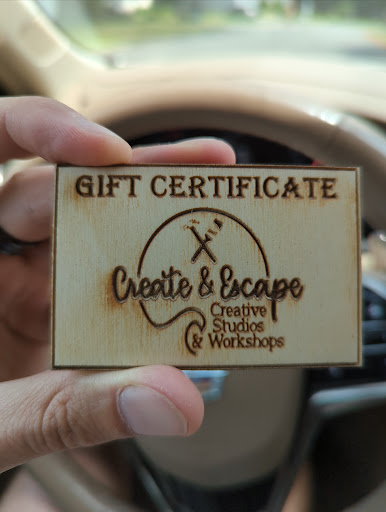 GIFT CERTIFICATE
Create & Escape
Creative
Studios
& Workshops